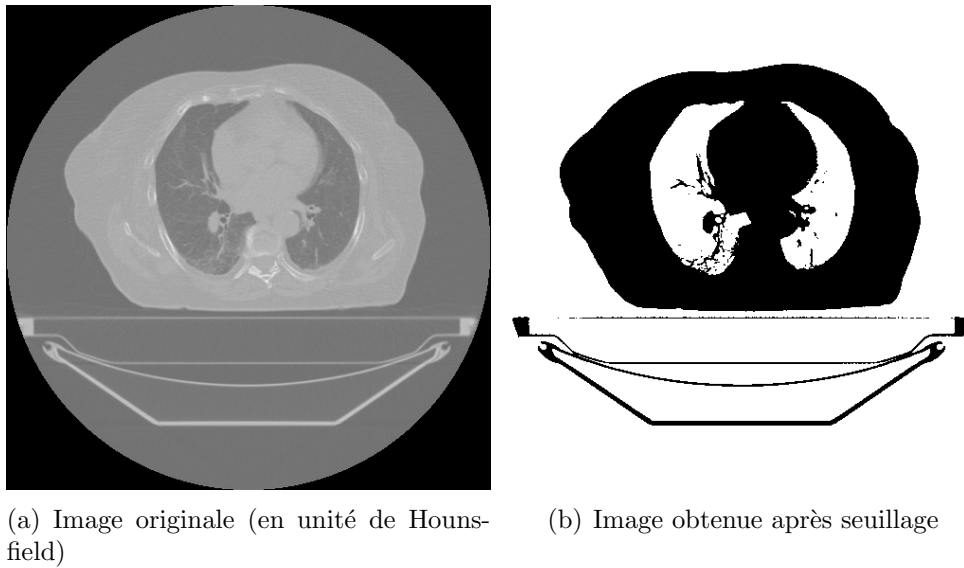 (a) Image originale (en unité de Houns-
field)
(b) Image obtenue après seuillage